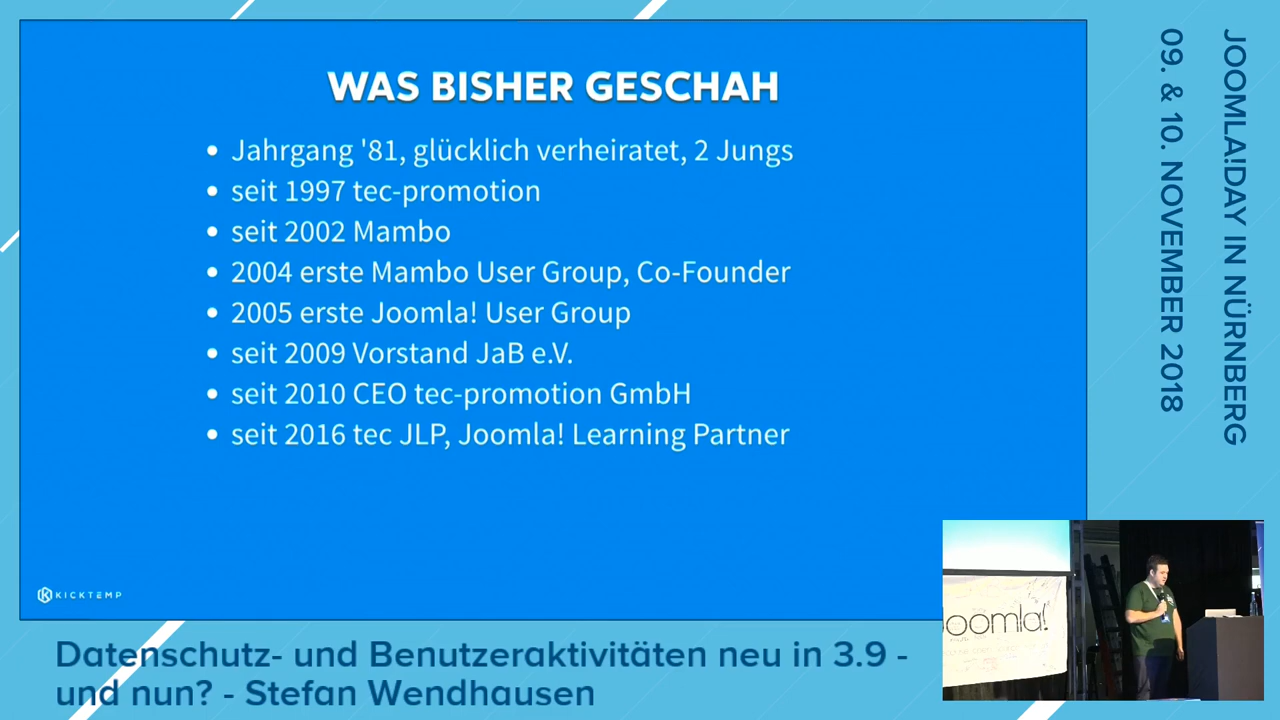 WAS BISHER GESCHAH
Jahrgang '81, glücklich verheiratet, 2 Jungs
seit 1997 tec-promotion
seit 2002 Mambo
2004 erste Mambo User Group, Co-Founder
2005 erste Joomla! User Group
seit 2009 Vorstand JaB e.V.
seit 2010 CEO tec-promotion GmbH
seit 2016 tec JLP, Joomla! Learning Partner
KICKTEMP
JOOMLA!DAY IN NÜRNBERG
09. & 10. NOVEMBER 2018
Joomla!
Datenschutz- und Benutzeraktivitäten neu in 3.9 -
und nun? - Stefan Wendhausen